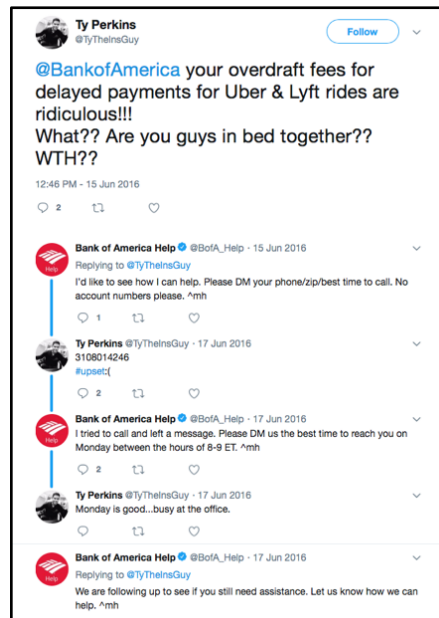 Ty Perkins
@TyTheInsGuy
Follow
@BankofAmerica your overdraft fees for
delayed payments for Uber & Lyft rides are
ridiculous!!!
What?? Are you guys in bed together??
WTH??
12:46 PM - 15 Jun 2016
2
Bank of America Help @BofA_Help · 15 Jun 2016
Replying to @TyTheInsGuy
I'd like to see how I can help. Please DM your phone/zip/best time to call. No
account numbers please. ^mh
Help
1
Ty Perkins @TyTheInsGuy · 17 Jun 2016
3108014246
#upset:(
2
Bank of America Help @BofA_Help · 17 Jun 2016
I tried to call and left a message. Please DM us the best time to reach you on
Monday between the hours of 8-9 ET. ^mh
Help
2
Ty Perkins @TyTheInsGuy · 17 Jun 2016
Monday is good...busy at the office.
Bank of America Help @BofA_Help · 17 Jun 2016
Replying to @TyTheInsGuy
We are following up to see if you still need assistance. Let us know how we can
help. ^mh
Help